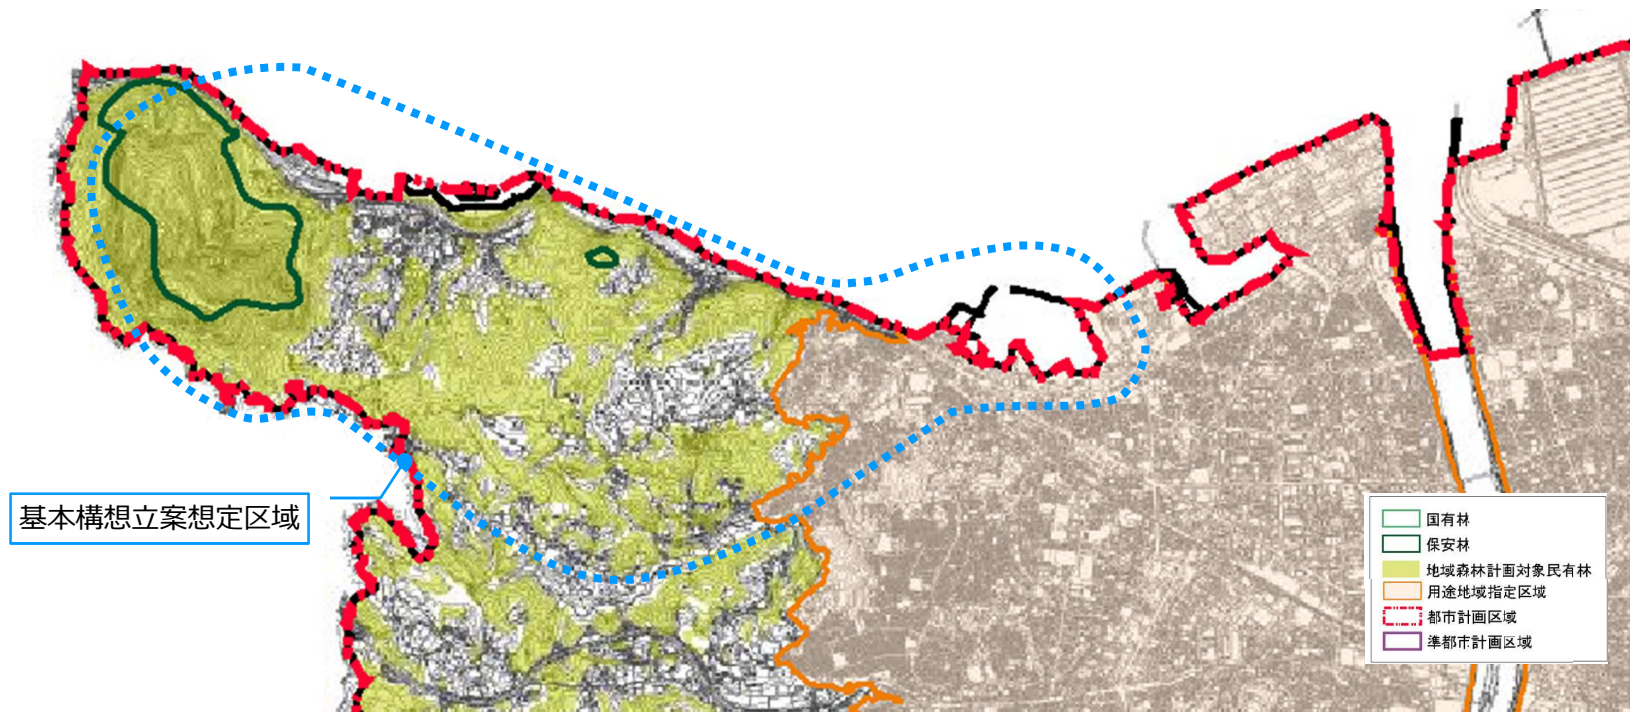 基本構想立案想定区域
国有林
保安林
地域森林計画対象民有林
用途地域指定区域
都市計画区域
準都市計画区域